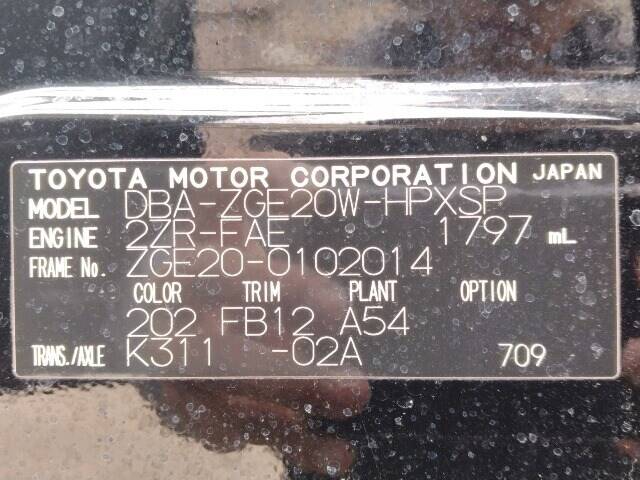 TOYOTA MOTOR CORPORATION JAPAN
MODEL DBA-ZGE20W-HPXSP
ENGINE 2ZR-FAE 1797 mL
FRAME No. ZGE20-0102014
COLOR TRIM PLANT OPTION
202 FB12 A54
TRANS./AXLE K311 -02A 709